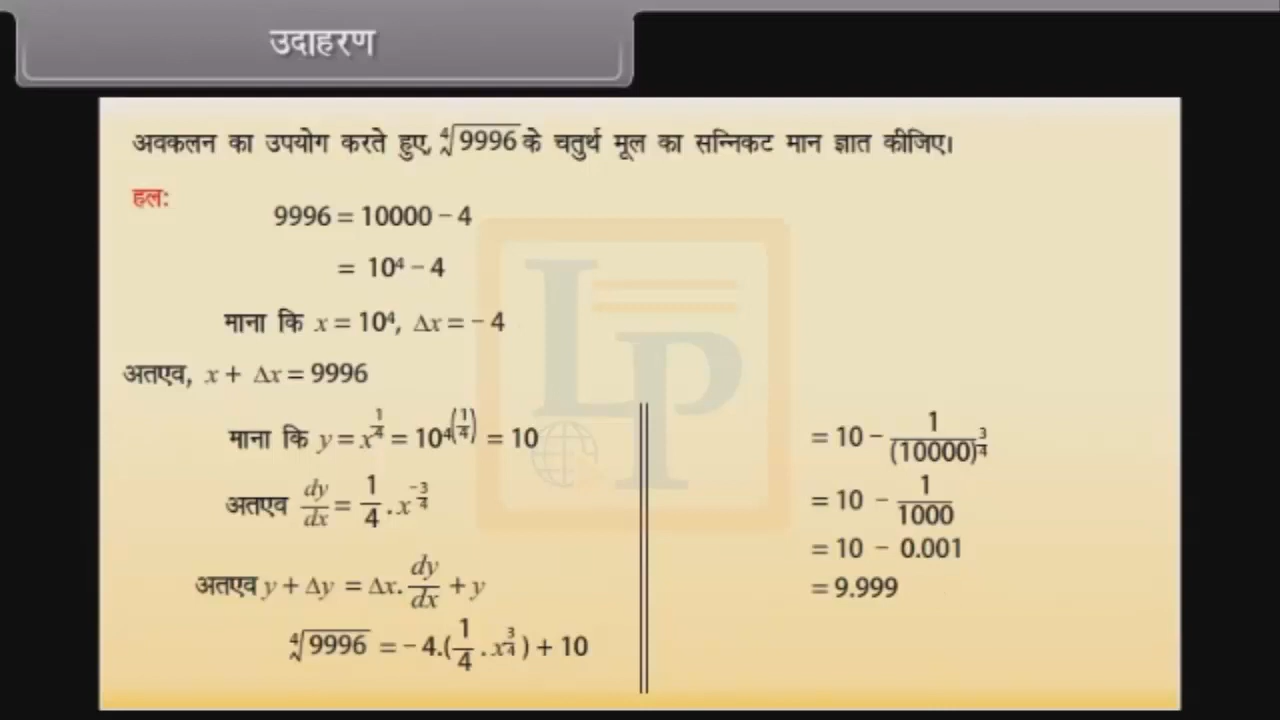 उदाहरण
अवकलन का उपयोग करते हुए, ∜9996 के चतुर्थ मूल का सन्निकट मान ज्ञात कीजिए।
हल:
9996 = 10000 − 4
= 10⁴ − 4
माना कि x = 10⁴, Δx = − 4
अतएव, x + Δx = 9996
माना कि y = x^(1/4) = 10^4(1/4) = 10
अतएव dy/dx = 1/4 . x^(−3/4)
अतएव y + Δy = Δx. dy/dx + y
∜9996 = − 4.(1/4 . x^(3/4)) + 10
= 10 − 1/(10000)^(3/4)
= 10 − 1/1000
= 10 − 0.001
= 9.999
LP